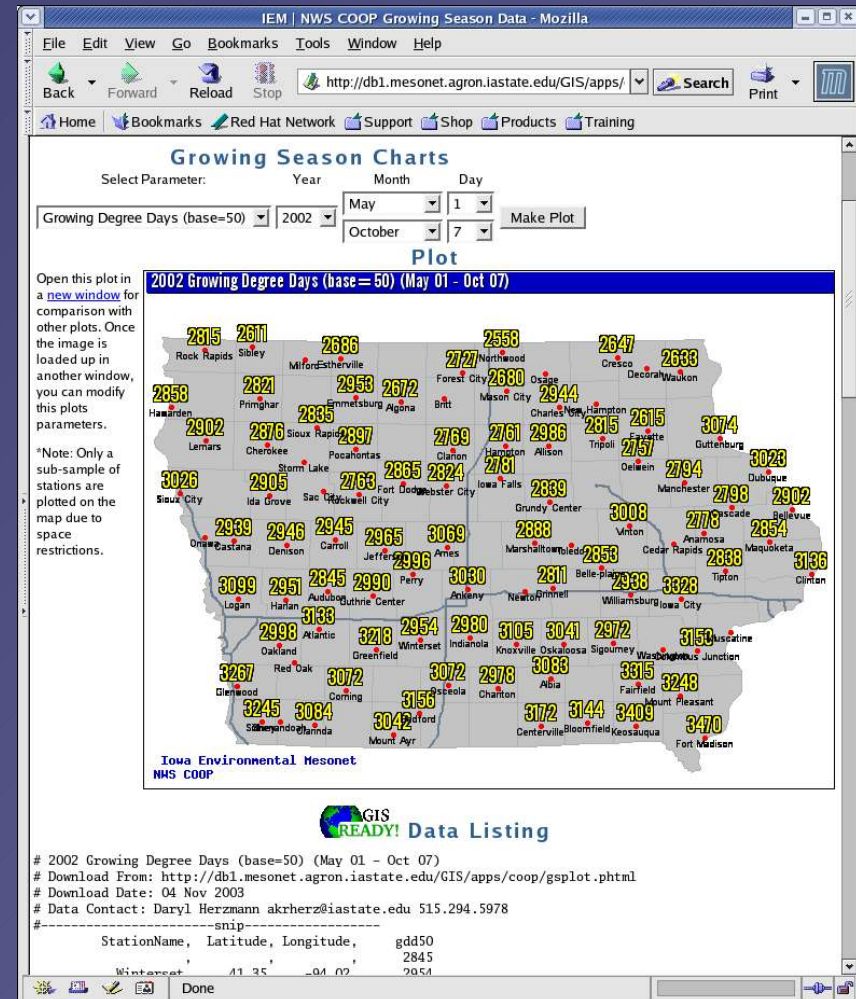 IEM | NWS COOP Growing Season Data - Mozilla
File Edit View Go Bookmarks Tools Window Help
Back Forward Reload Stop http://db1.mesonet.agron.iastate.edu/GIS/apps/ Search Print
Home Bookmarks Red Hat Network Support Shop Products Training
Growing Season Charts
Select Parameter: Year Month Day
Growing Degree Days (base=50) 2002 May 1 Make Plot
October 7
Plot
Open this plot in
a new window for
comparison with
other plots. Once
the image is
loaded up in
another window,
you can modify
this plots
parameters.
*Note: Only a
sub-sample of
stations are
plotted on the
map due to
space
restrictions.
2002 Growing Degree Days (base=50) (May 01 - Oct 07)
2815 2611 2686 2558 2647
Rock Rapids Sibley Milford Estherville Northwood Cresco
2727 2633
Forest City Osage Decorah Waukon
2858 2821 2953 2672 2680 2944
Hawarden Primghar Emmetsburg Algona Britt Mason City Charles City New Hampton
2902 2876 2835 2897 2769 2761 2986 2815 2615 3074
Lemars Cherokee Sioux Rapids Pocahontas Clarion Hampton Allison Tripoli Fayette Guttenburg
2757
Storm Lake Oelwein
3026 2905 2763 2865 2824 2781 2839 2794 3023
Sioux City Ida Grove Sac City Rockwell City Fort Dodge Webster City Iowa Falls Grundy Center Manchester Dubuque
2798 2902
Cascade Bellevue
2939 2946 2945 2965 3069 2888 3008 2778 2854
Onawa Castana Denison Carroll Jefferson Ames Marshalltown Toledo Vinton Cedar Rapids Anamosa Maquoketa
2996 2853 2838 3136
Perry Belle-plaine Tipton Clinton
3099 2951 2845 2990 3030 2811 2938 3328
Logan Harlan Audubon Guthrie Center Ankeny Newton Grinnell Williamsburg Iowa City
2998 3133 3218 2954 2980 3105 3041 2972 3153
Oakland Atlantic Greenfield Winterset Indianola Knoxville Oskaloosa Sigourney Columbus Junction Muscatine
Red Oak
3267 3072 3072 2978 3083 3315 3248
Glenwood Corning Osceola Chariton Albia Fairfield Mount Pleasant
3245 3084 3042 3156 3172 3144 3409 3470
Shenandoah Clarinda Mount Ayr Centerville Bloomfield Keosauqua Fort Madison
Iowa Environmental Mesonet
NWS COOP
GIS
READY! Data Listing
# 2002 Growing Degree Days (base=50) (May 01 - Oct 07)
# Download From: http://db1.mesonet.agron.iastate.edu/GIS/apps/coop/gsplot.phtml
# Download Date: 04 Nov 2003
# Data Contact: Daryl Herzmann akrherz@iastate.edu 515.294.5978
#----------------------snip------------------
StationName, Latitude, Longitude, gdd50
, , , 2845
Winterset, 41.35, -94.02, 2954
Done